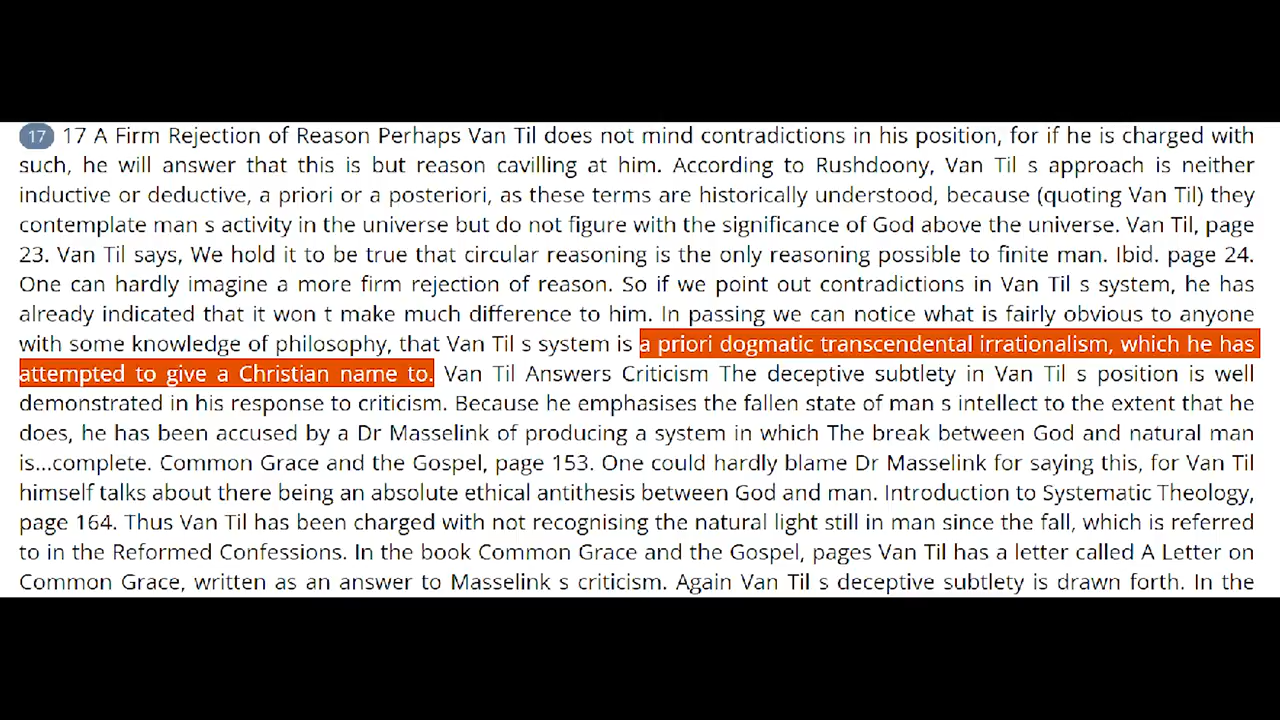 17 17 A Firm Rejection of Reason Perhaps Van Til does not mind contradictions in his position, for if he is charged with
such, he will answer that this is but reason cavilling at him. According to Rushdoony, Van Til s approach is neither
inductive or deductive, a priori or a posteriori, as these terms are historically understood, because (quoting Van Til) they
contemplate man s activity in the universe but do not figure with the significance of God above the universe. Van Til, page
23. Van Til says, We hold it to be true that circular reasoning is the only reasoning possible to finite man. Ibid. page 24.
One can hardly imagine a more firm rejection of reason. So if we point out contradictions in Van Til s system, he has
already indicated that it won t make much difference to him. In passing we can notice what is fairly obvious to anyone
with some knowledge of philosophy, that Van Til s system is a priori dogmatic transcendental irrationalism, which he has
attempted to give a Christian name to. Van Til Answers Criticism The deceptive subtlety in Van Til s position is well
demonstrated in his response to criticism. Because he emphasises the fallen state of man s intellect to the extent that he
does, he has been accused by a Dr Masselink of producing a system in which The break between God and natural man
is...complete. Common Grace and the Gospel, page 153. One could hardly blame Dr Masselink for saying this, for Van Til
himself talks about there being an absolute ethical antithesis between God and man. Introduction to Systematic Theology,
page 164. Thus Van Til has been charged with not recognising the natural light still in man since the fall, which is referred
to in the Reformed Confessions. In the book Common Grace and the Gospel, pages Van Til has a letter called A Letter on
Common Grace, written as an answer to Masselink s criticism. Again Van Til s deceptive subtlety is drawn forth. In the